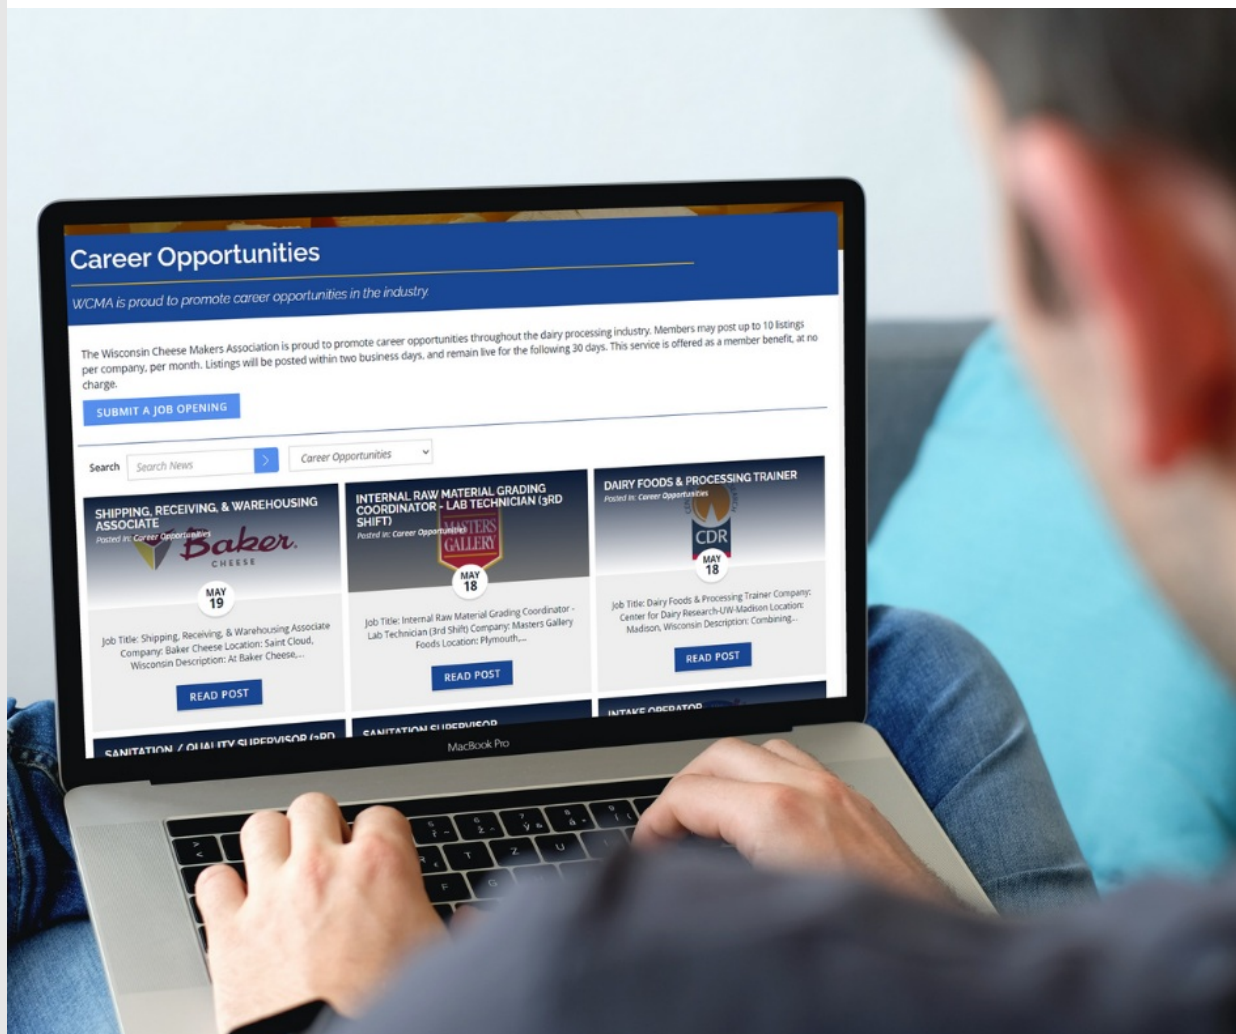 Career Opportunities
WCMA is proud to promote career opportunities in the industry.
The Wisconsin Cheese Makers Association is proud to promote career opportunities throughout the dairy processing industry. Members may post up to 10 listings
per company, per month. Listings will be posted within two business days, and remain live for the following 30 days. This service is offered as a member benefit, at no
charge.
SUBMIT A JOB OPENING
Search
Search News
Career Opportunities
SHIPPING, RECEIVING, & WAREHOUSING
ASSOCIATE
Posted in: Career Opportunities
Baker
CHEESE
MAY
19
Job Title: Shipping, Receiving, & Warehousing Associate
Company: Baker Cheese Location: Saint Cloud,
Wisconsin Description: At Baker Cheese,...
READ POST
INTERNAL RAW MATERIAL GRADING
COORDINATOR - LAB TECHNICIAN (3RD
SHIFT)
Posted in: Career Opportunities
MASTERS
GALLERY
MAY
18
Job Title: Internal Raw Material Grading Coordinator -
Lab Technician (3rd Shift) Company: Masters Gallery
Foods Location: Plymouth,...
READ POST
DAIRY FOODS & PROCESSING TRAINER
Posted in: Career Opportunities
CDR
MAY
18
Job Title: Dairy Foods & Processing Trainer Company:
Center for Dairy Research-UW-Madison Location:
Madison, Wisconsin Description: Combining...
READ POST
SANITATION / QUALITY SUPERVISOR (3RD
SANITATION SUPERVISOR
INTAKE OPERATOR
MacBook Pro
T Z U
F G